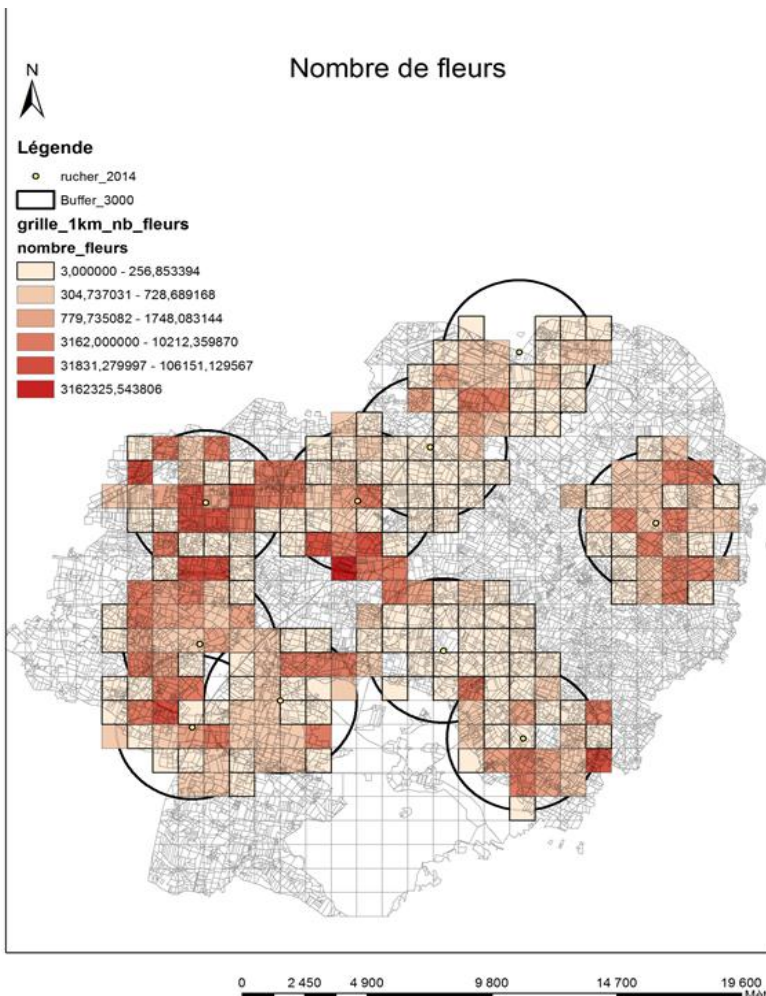 Nombre de fleurs
N
Légende
rucher_2014
Buffer_3000
grille_1km_nb_fleurs
nombre_fleurs
3,000000 - 256,853394
304,737031 - 728,689168
779,735082 - 1748,083144
3162,000000 - 10212,359870
31831,279997 - 106151,129567
3162325,543806
0 2 450 4 900 9 800 14 700 19 600